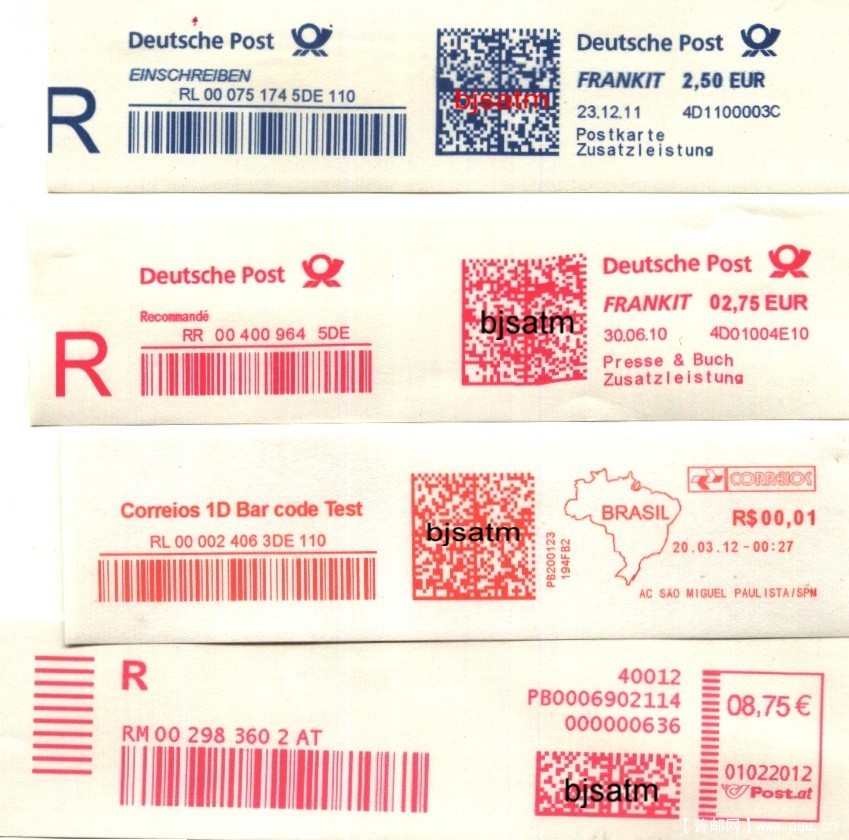 Deutsche Post
EINSCHREIBEN
RL 00 075 174 5DE 110
R
bjsatm
Deutsche Post
FRANKIT 2,50 EUR
23.12.11 4D1100003C
Postkarte
Zusatzleistung
Deutsche Post
Recommandé
RR 00 400 964 5DE
R
bjsatm
Deutsche Post
FRANKIT 02,75 EUR
30.06.10 4D01004E10
Presse & Buch
Zusatzleistung
Correios 1D Bar code Test
RL 00 002 406 3DE 110
bjsatm
PB200123
194FB2
BRASIL
CORREIOS
R$00,01
20.03.12-00:27
AC SÃO MIGUEL PAULISTA/SPM
R
RM 00 298 360 2 AT
40012
PB0006902114
000000636
bjsatm
08,75 €
01022012
Post.at